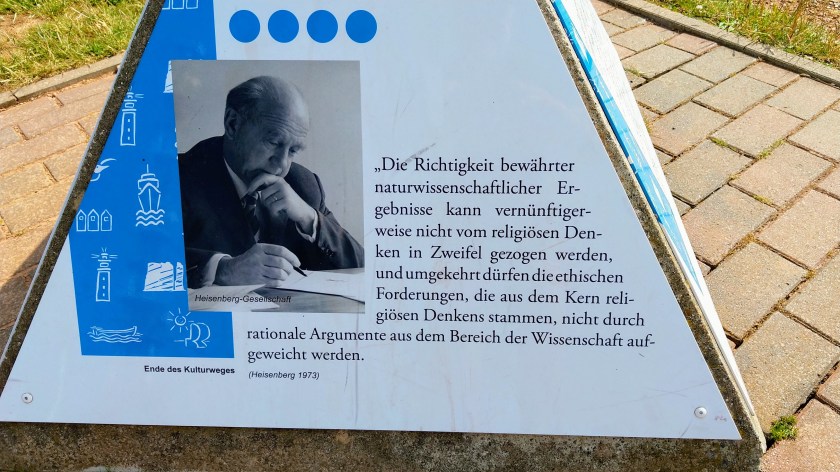 „Die Richtigkeit bewährter
naturwissenschaftlicher Er-
gebnisse kann vernünftiger-
weise nicht vom religiösen Den-
ken in Zweifel gezogen werden,
und umgekehrt dürfen die ethischen
Forderungen, die aus dem Kern reli-
giösen Denkens stammen, nicht durch
rationale Argumente aus dem Bereich der Wissenschaft auf-
geweicht werden.
(Heisenberg 1973)
Heisenberg-Gesellschaft
Ende des Kulturweges